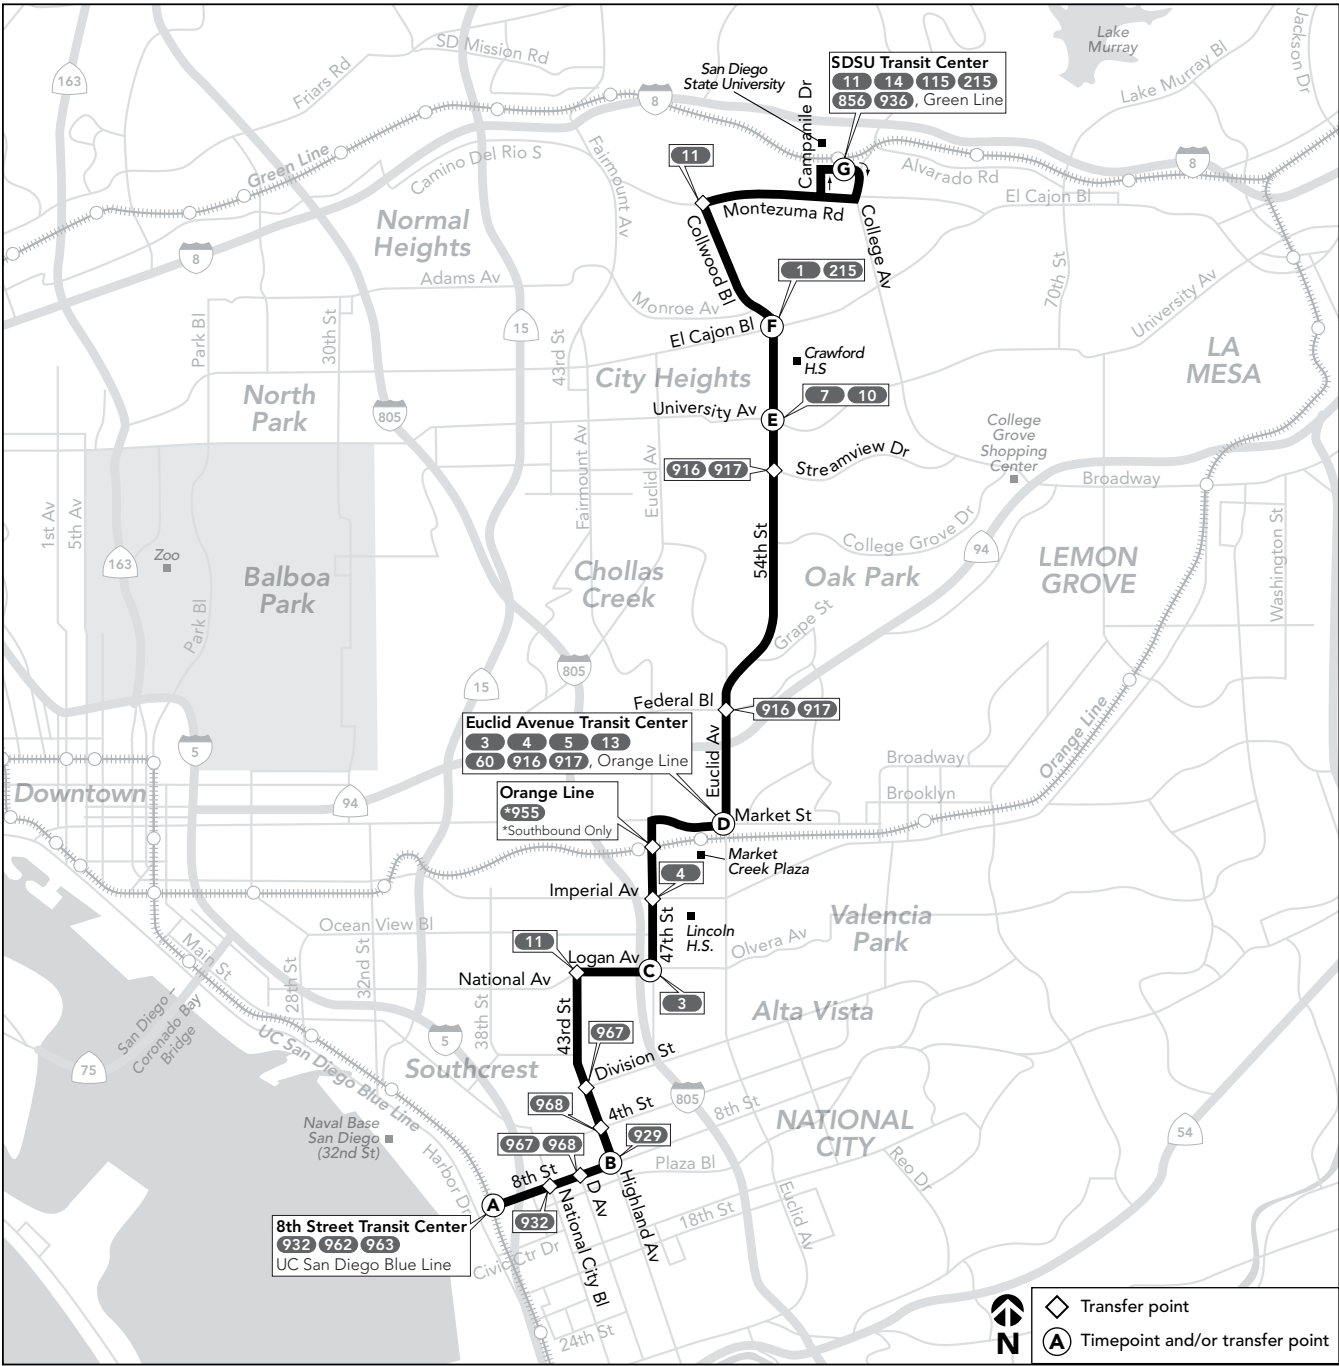 SD Mission Rd
Lake
Murray
Jackson Dr
163
Friars Rd
San Diego
State University
SDSU Transit Center
11 14 115 215
856 936 , Green Line
Lake Murray Bl
8
Campanile Dr
Green Line
Camino Del Rio S
Fairmount Av
11
G
Alvarado Rd
8
El Cajon Bl
Montezuma Rd
College Av
Normal
Heights
8
Collwood Bl
Adams Av
1 215
70th St
University Av
Monroe Av
Park Bl
30th St
15
43rd St
El Cajon Bl
F
Crawford
H.S
LA
MESA
City Heights
North
Park
805
7 10
University Av
E
College
Grove
Shopping
Center
916 917
Streamview Dr
Broadway
Fairmount Av
Euclid Av
1st Av
5th Av
Washington St
College Grove Dr
94
54th St
163
Zoo
Balboa
Park
Chollas
Creek
Oak Park
LEMON
GROVE
Park Bl
Grape St
805
15
Federal Bl
916 917
Euclid Avenue Transit Center
3 4 5 13
60 916 917 , Orange Line
Euclid Av
Orange Line
5
Broadway
Brooklyn
Downtown
94
Orange Line
*955
*Southbound Only
D
Market St
Market
Creek Plaza
4
Imperial Av
47th St
Lincoln
H.S.
Valencia
Park
Ocean View Bl
Olvera Av
11
Logan Av
National Av
C
3
Main St
28th St
32nd St
38th St
43rd St
San Diego –
Coronado Bay
Bridge
Alta Vista
UC San Diego Blue Line
967
Division St
5
75
Southcrest
805
968
4th St
8th St
NATIONAL
CITY
54
Naval Base
San Diego
(32nd St)
967 968
929
B
Plaza Bl
Reo Dr
Harbor Dr
8th St
D Av
Highland Av
Euclid Av
A
932
National City Bl
18th St
8th Street Transit Center
932 962 963
UC San Diego Blue Line
Civic Ctr Dr
24th St
N
Transfer point
A Timepoint and/or transfer point